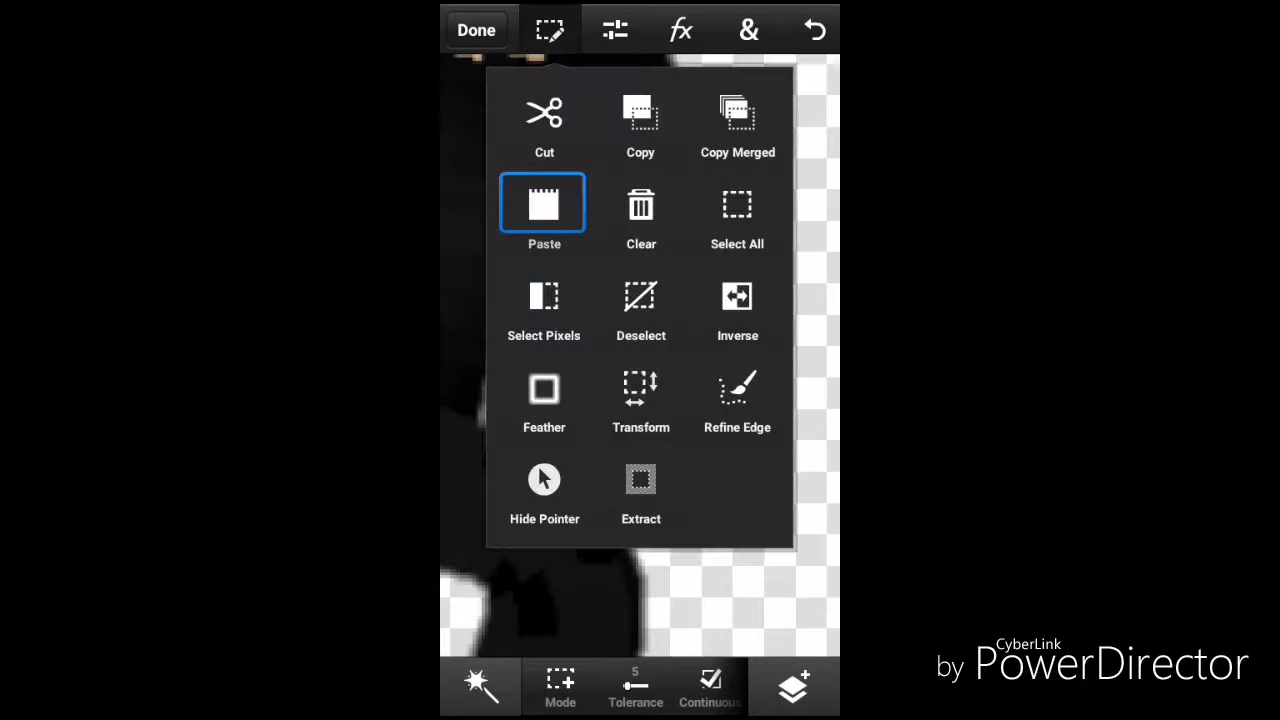 Done fx &
Cut Copy Copy Merged
Paste Clear Select All
Select Pixels Deselect Inverse
Feather Transform Refine Edge
Hide Pointer Extract
5
Mode Tolerance Continuous
CyberLink
by PowerDirector